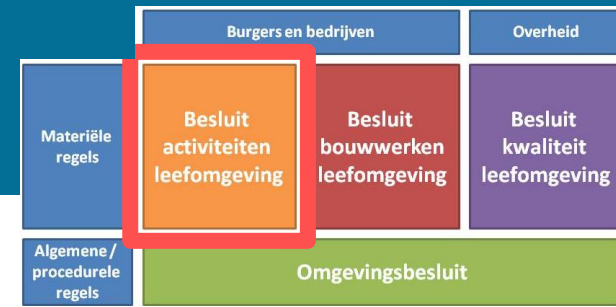 Burgers en bedrijven
Overheid
Materiële
regels
Besluit
activiteiten
leefomgeving
Besluit
bouwwerken
leefomgeving
Besluit
kwaliteit
leefomgeving
Algemene /
procedurele
regels
Omgevingsbesluit